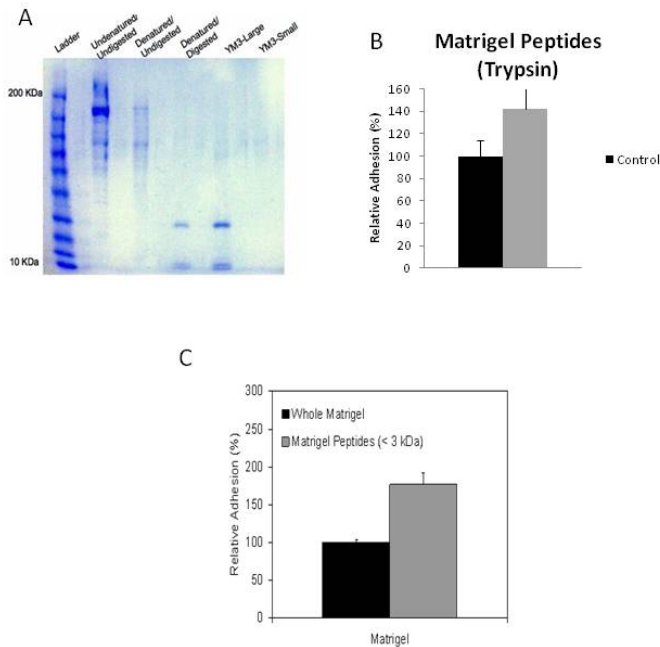 A
Ladder
Undenatured/
Undigested
Denatured/
Undigested
Denatured/
Digested
YM3-Large
YM3-Small
200 KDa
10 KDa
B
Matrigel Peptides
(Trypsin)
Relative Adhesion (%)
160
140
120
100
80
60
40
20
0
Control
C
Relative Adhesion (%)
300
250
200
150
100
50
0
Whole Matrigel
Matrigel Peptides (< 3 kDa)
Matrigel